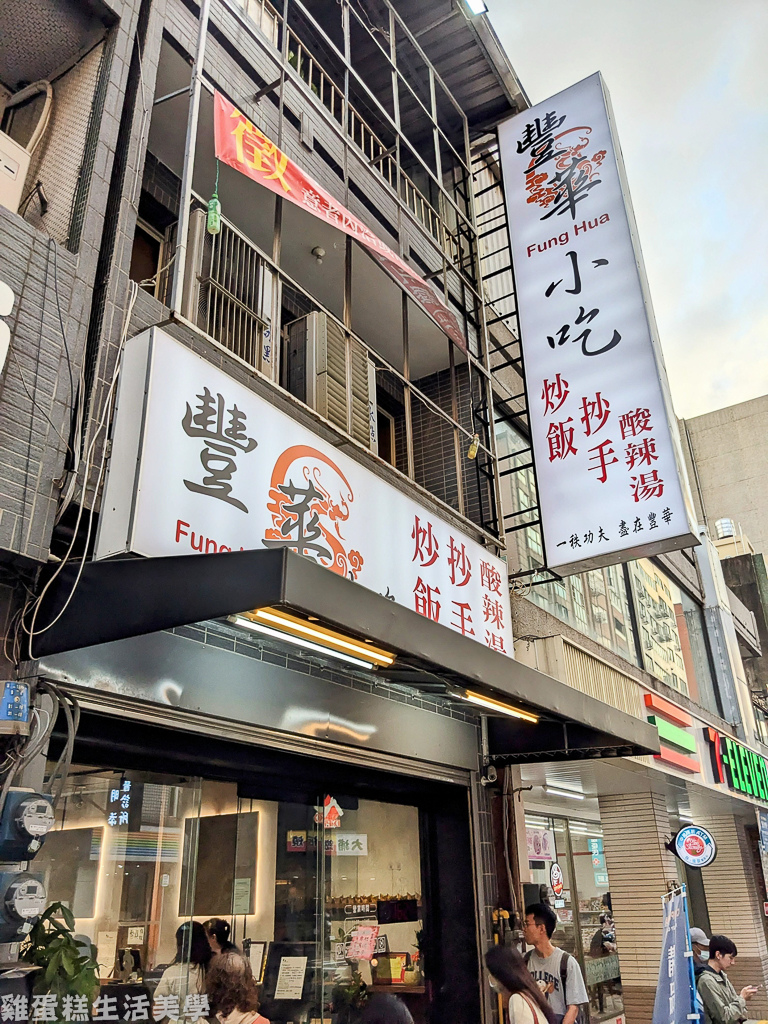 豐華
Fung Hua
小吃
炒飯
抄手
酸辣湯
一秩功夫 盡在豐華
徵
豐華
Fung
炒飯
抄手
酸辣湯
7-ELEVEn
COLLEGE
雞蛋糕生活美學